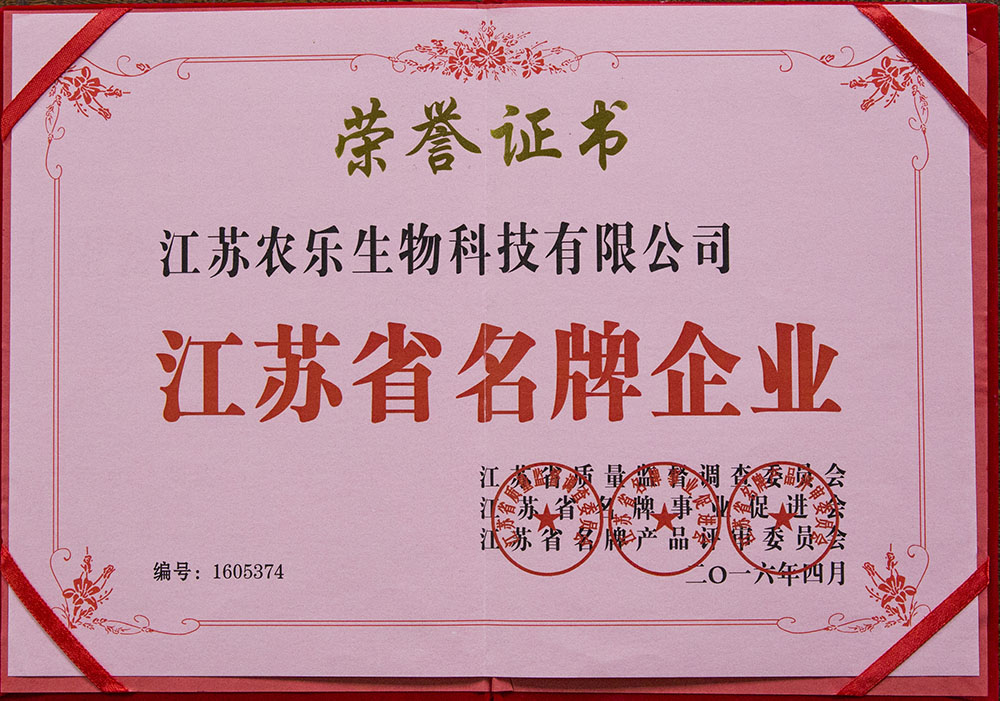 荣誉证书
江苏农乐生物科技有限公司
江苏省名牌企业
江苏省质量监督调查委员会
江苏省名牌事业促进会
江苏省名牌产品评审委员会
编号：1605374
二〇一六年四月